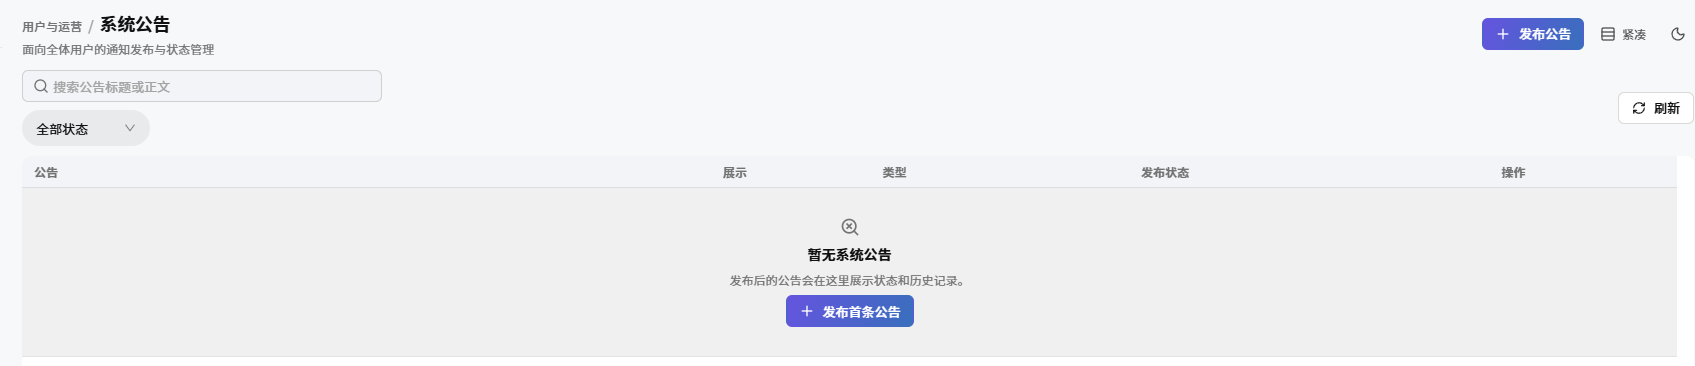 用户与运营 / 系统公告
面向全体用户的通知发布与状态管理
发布公告 紧凑
搜索公告标题或正文
全部状态
刷新
公告 展示 类型 发布状态 操作
暂无系统公告
发布后的公告会在这里展示状态和历史记录。
发布首条公告